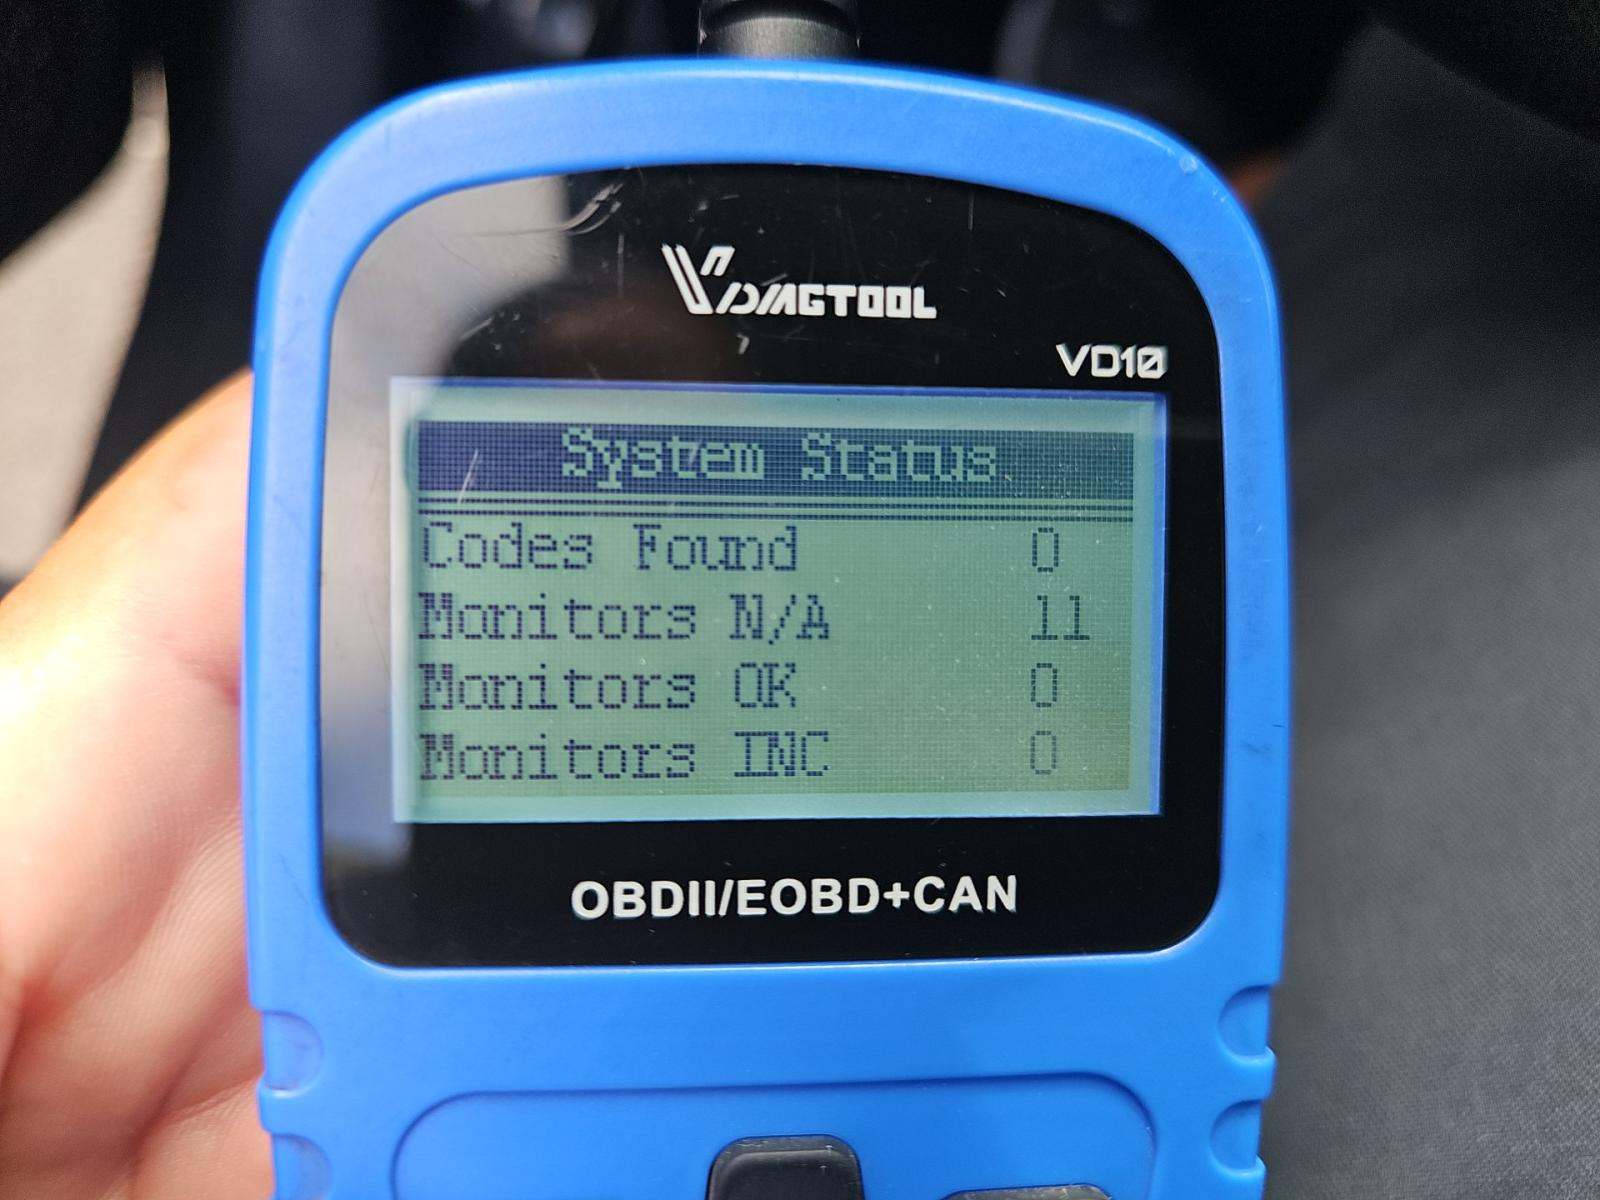 VDIAGTOOL
VD10
System Status
Codes Found 0
Monitors N/A 11
Monitors OK 0
Monitors INC 0
OBDII/EOBD+CAN